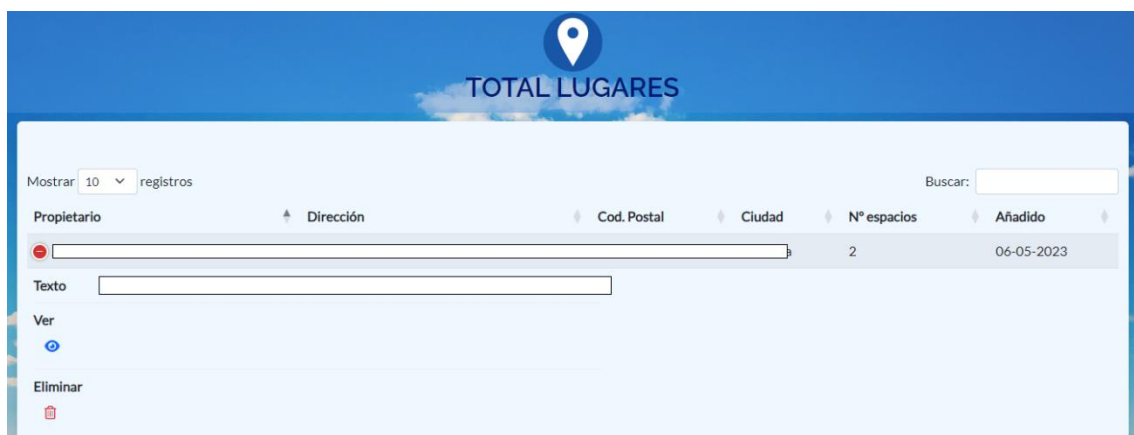 TOTAL LUGARES
Mostrar 10 registros Buscar:
Propietario Dirección Cod. Postal Ciudad Nº espacios Añadido
a 2 06-05-2023
Texto
Ver
Eliminar